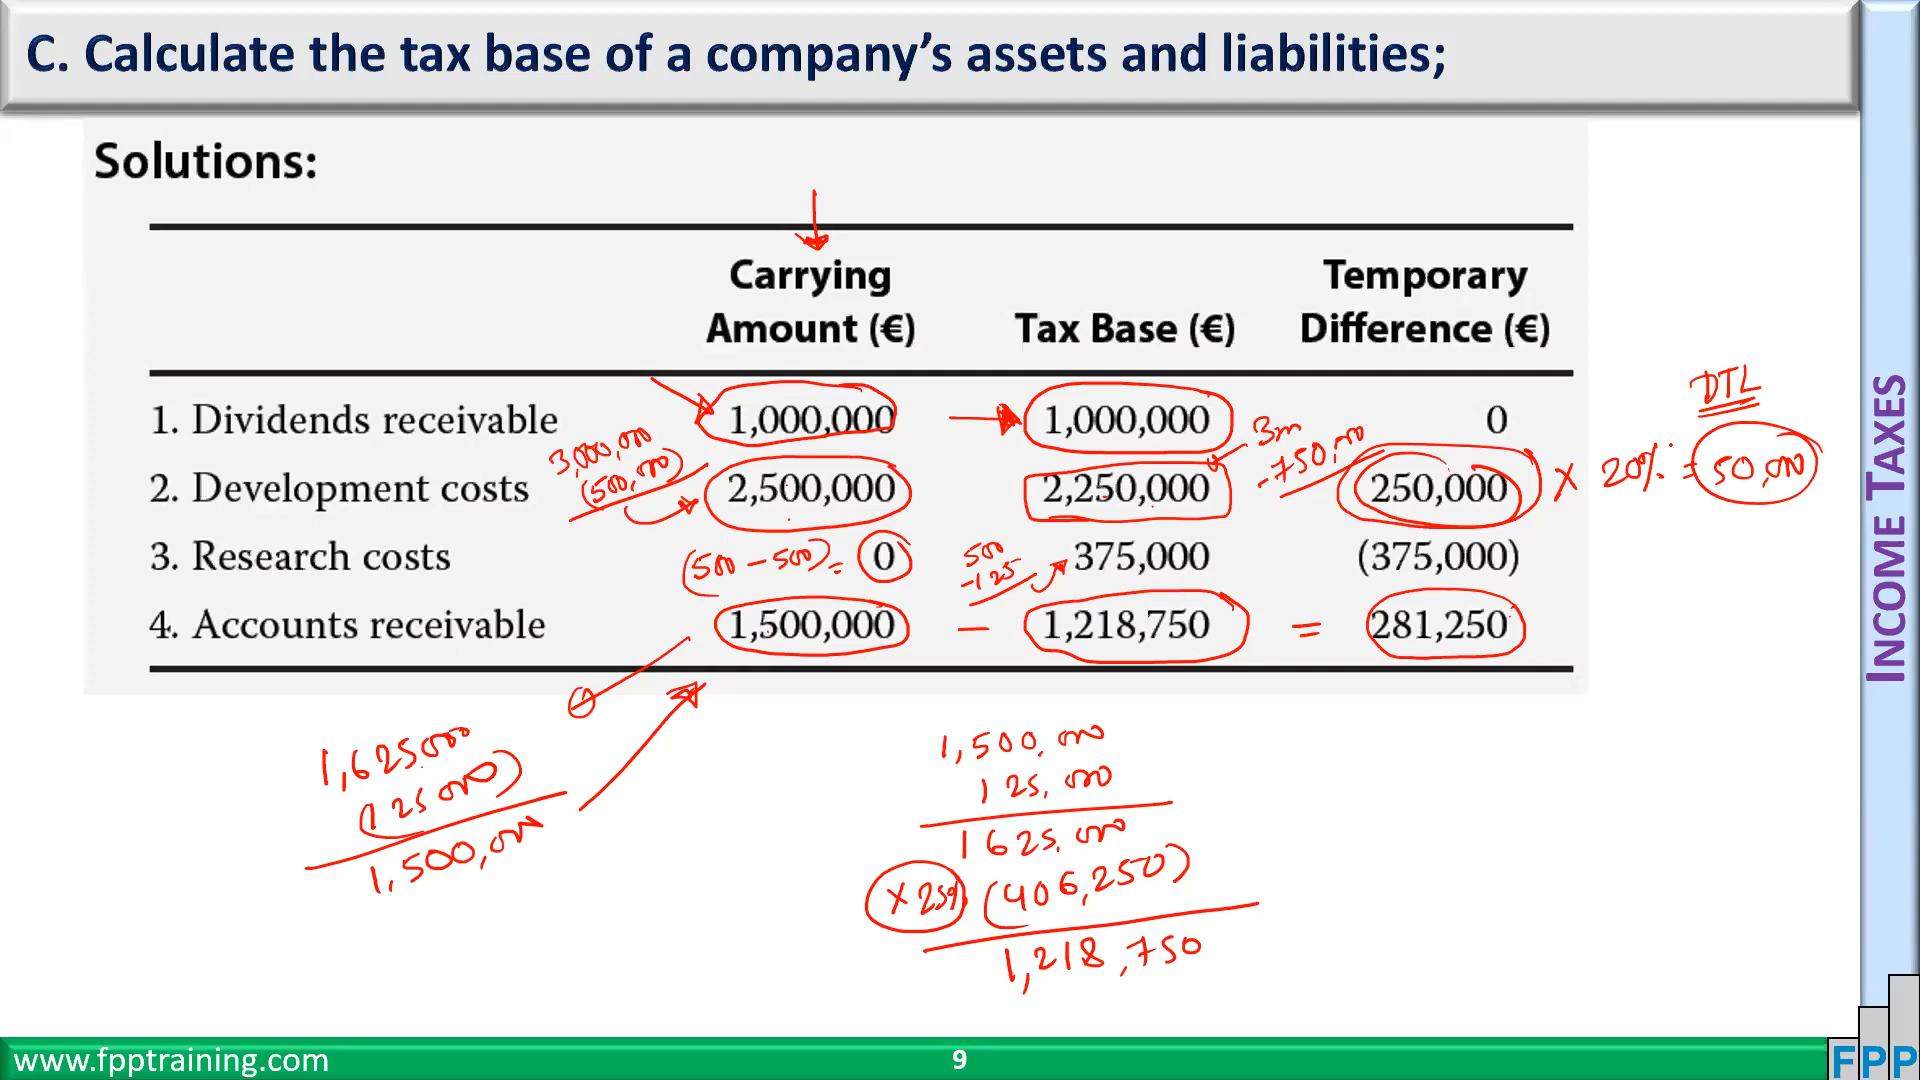 C. Calculate the tax base of a company’s assets and liabilities;
Solutions:
Carrying Amount (€) Tax Base (€) Temporary Difference (€)
DTL
1. Dividends receivable 1,000,000 1,000,000 0
3,000,000 3m
(500,000) -750,000
2. Development costs 2,500,000 2,250,000 250,000 X 20% = 50,000
500
-125
3. Research costs (500 - 500) = 0 375,000 (375,000)
4. Accounts receivable 1,500,000 - 1,218,750 = 281,250
1,625,000
(125,000)
1,500,000
1,500,000
125,000
1625,000
X 25% (406,250)
1,218,750
INCOME TAXES
www.fpptraining.com
9
FPP